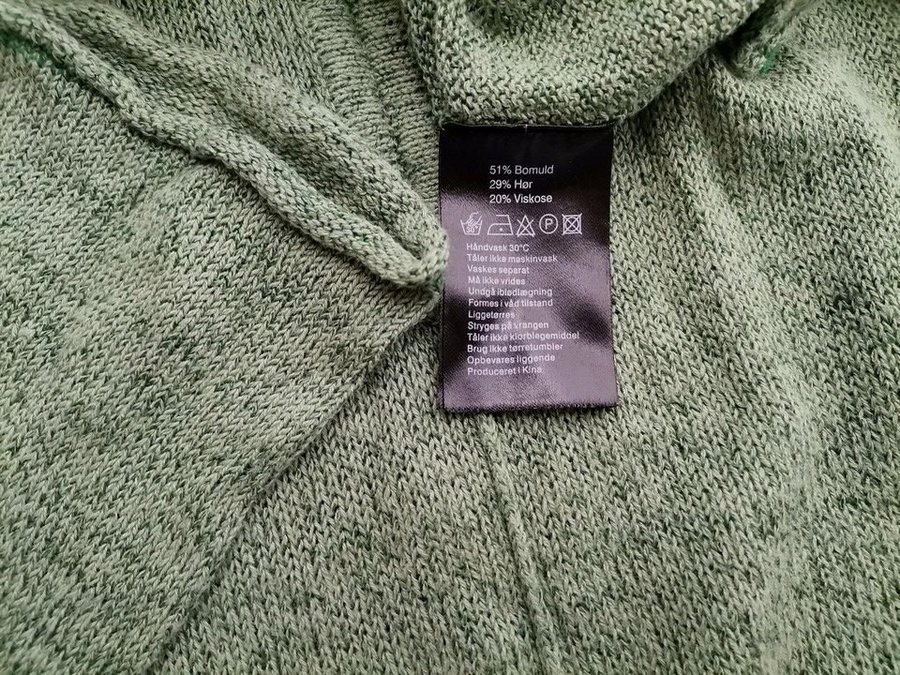 51% Bomuld
29% Hør
20% Viskose
30°
P
Håndvask 30°C
Tåler ikke maskinvask
Vaskes separat
Må ikke vrides
Undgå iblødlægning
Formes i våd tilstand
Liggetørres
Stryges på vrangen
Tåler ikke klorblegemiddel
Brug ikke tørretumbler
Opbevares liggende
Produceret i Kina